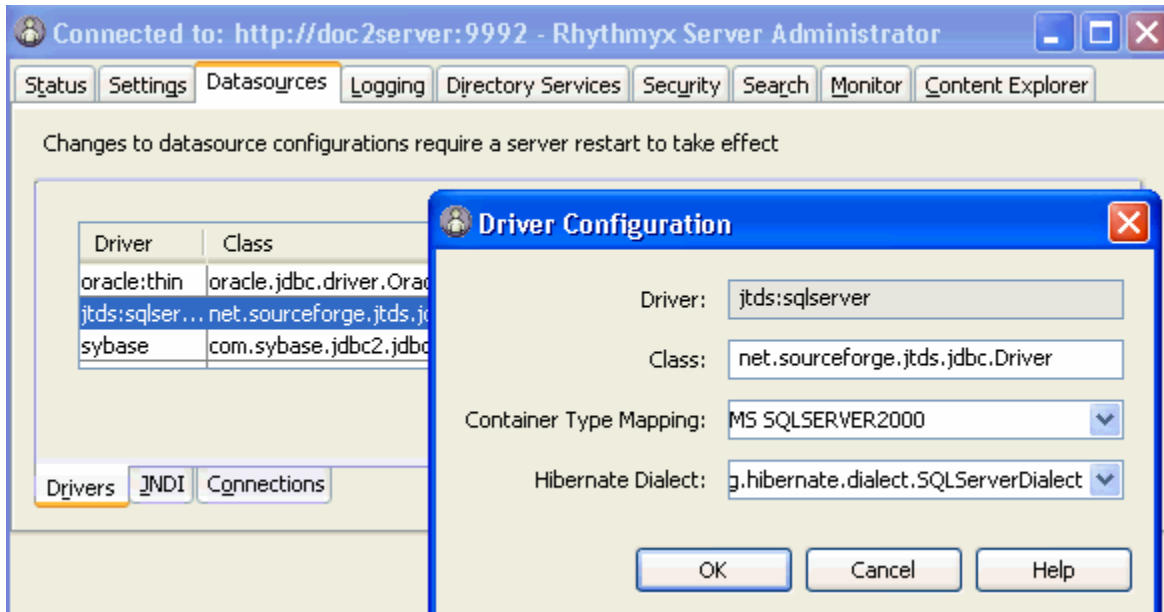 Connected to: http://doc2server:9992 - Rhythmyx Server Administrator
Status Settings Datasources Logging Directory Services Security Search Monitor Content Explorer
Changes to datasource configurations require a server restart to take effect
Driver Class
oracle:thin oracle.jdbc.driver.Orac
jtds:sqlser... net.sourceforge.jtds.jd
sybase com.sybase.jdbc2.jdbc
Drivers JNDI Connections
Driver Configuration
Driver: jtds:sqlserver
Class: net.sourceforge.jtds.jdbc.Driver
Container Type Mapping: MS SQLSERVER2000
Hibernate Dialect: g.hibernate.dialect.SQLServerDialect
OK Cancel Help